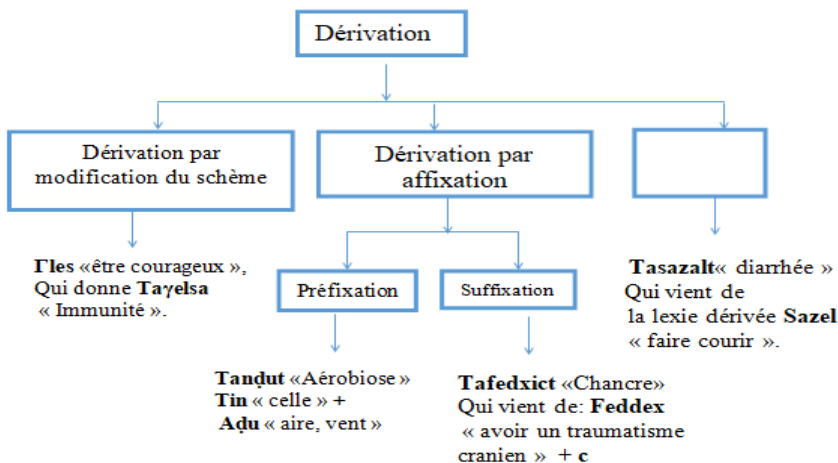 Dérivation
Dérivation par
modification du schème
Dérivation par
affixation
Γles «être courageux »,
Qui donne Taγelsa
« Immunité ».
Préfixation
Suffixation
Tasazalt« diarrhée »
Qui vient de
la lexie dérivée Sazel
« faire courir ».
Tanḍut «Aérobiose»
Tin « celle » +
Aḍu « aire, vent »
Tafedxict «Chancre»
Qui vient de: Feddex
« avoir un traumatisme
cranien » + c